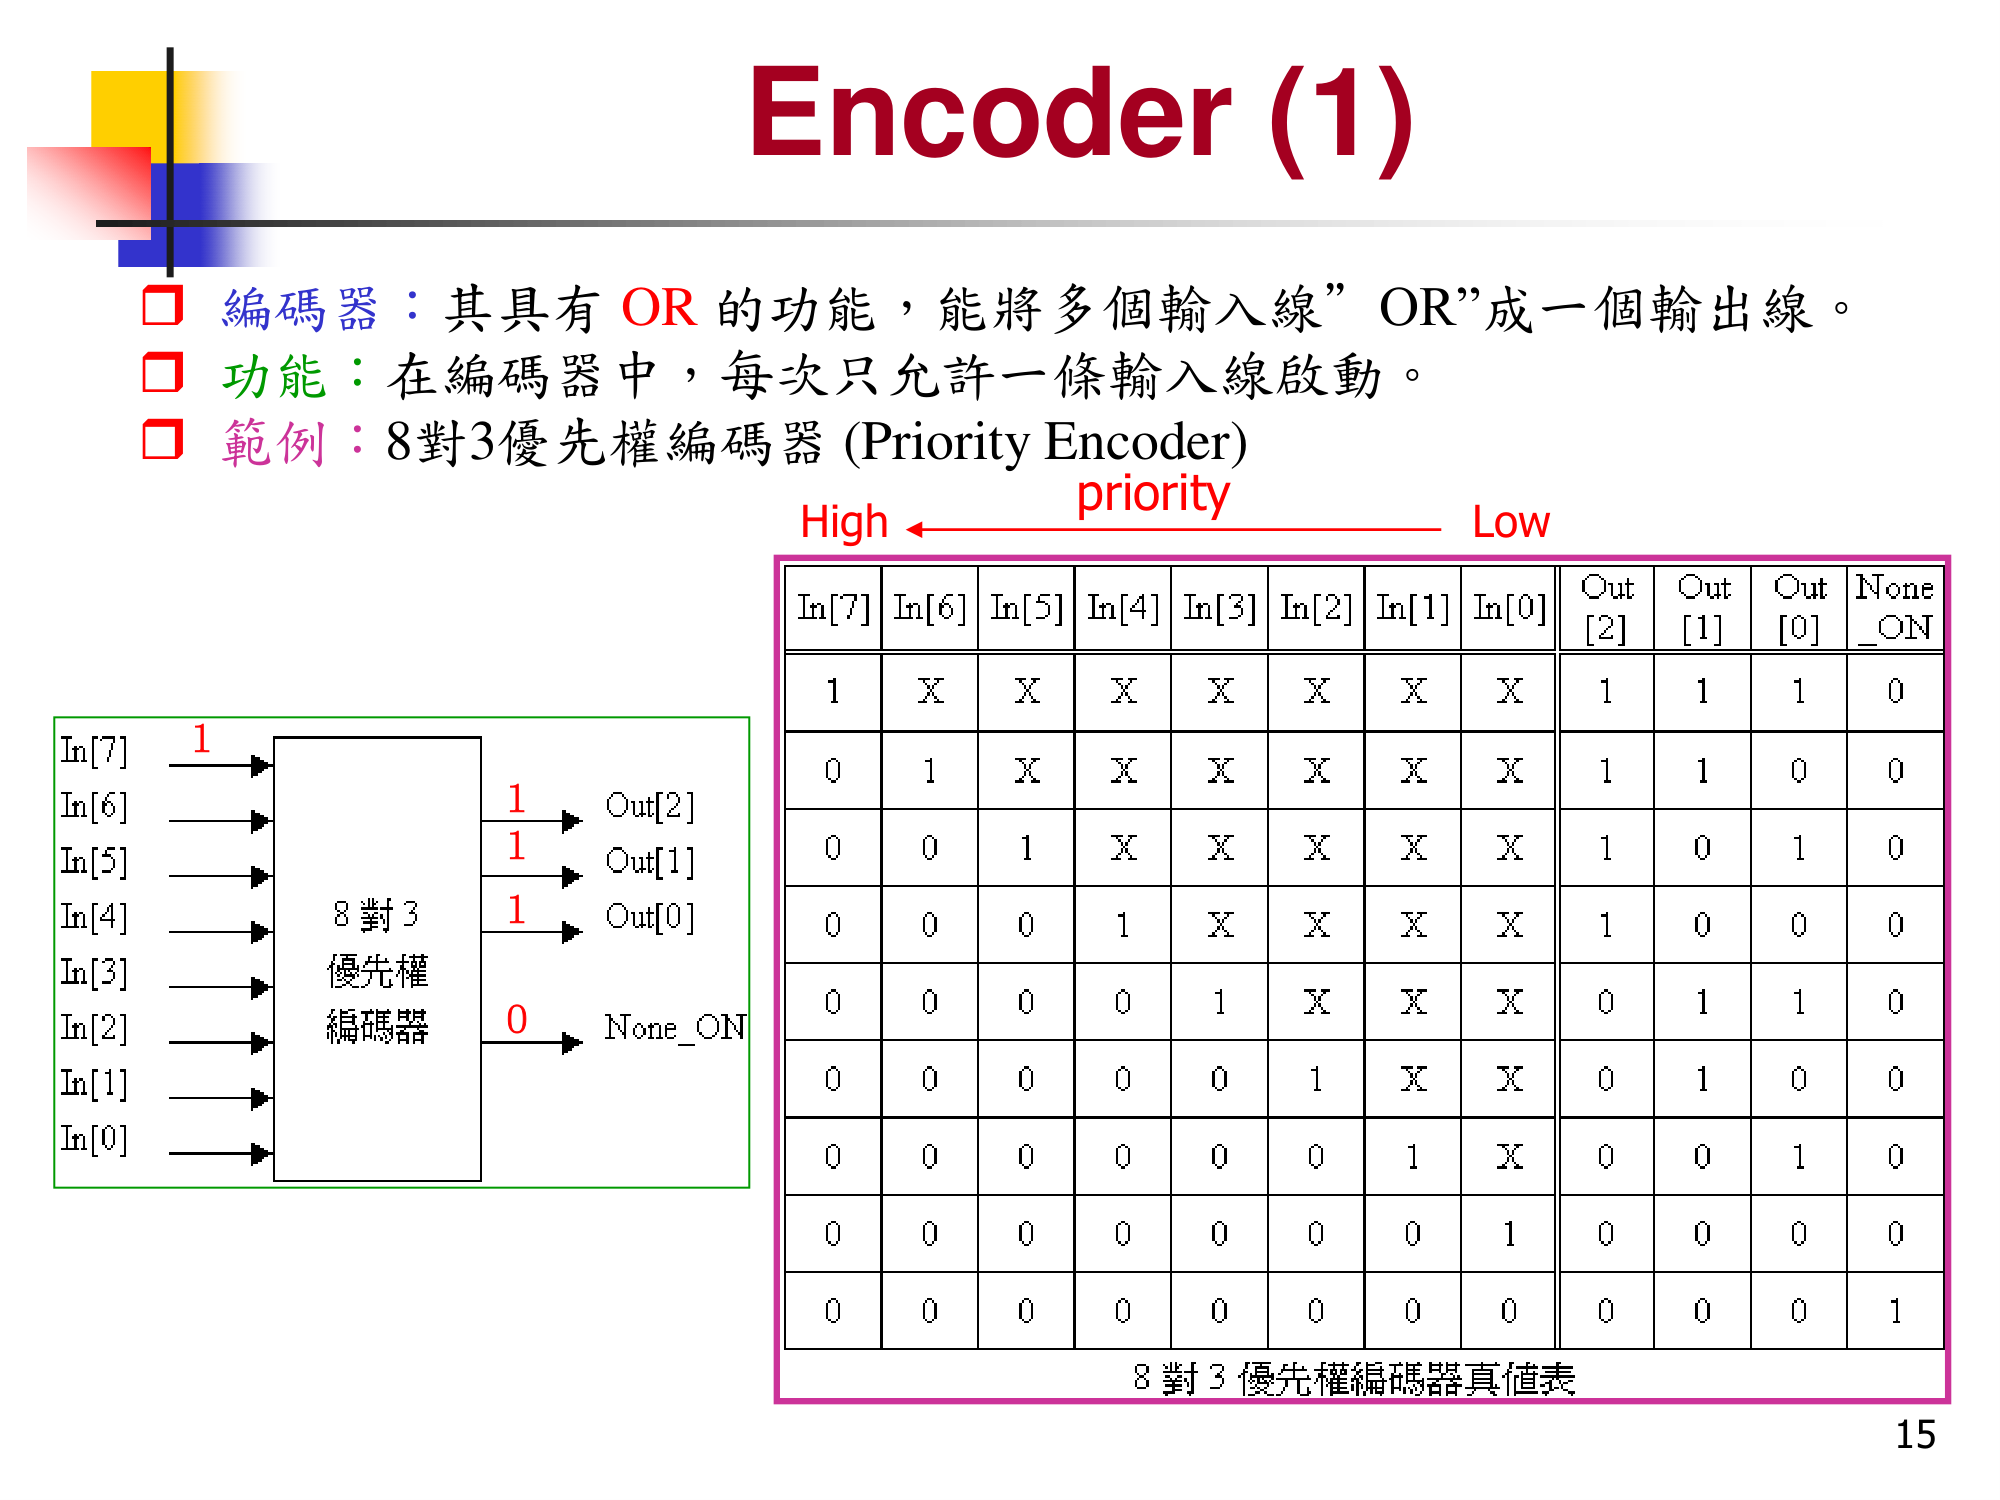 Encoder (1)
編碼器：其具有 OR 的功能，能將多個輸入線”OR”成一個輸出線。
功能：在編碼器中，每次只允許一條輸入線啟動。
範例：8對3優先權編碼器 (Priority Encoder)
priority
High Low
In[7] 1
In[6]
In[5]
In[4]
In[3]
In[2]
In[1]
In[0]
8 對 3
優先權
編碼器
1 Out[2]
1 Out[1]
1 Out[0]
0 None_ON
In[7] In[6] In[5] In[4] In[3] In[2] In[1] In[0] Out [2] Out [1] Out [0] None _ON
1 X X X X X X X 1 1 1 0
0 1 X X X X X X 1 1 0 0
0 0 1 X X X X X 1 0 1 0
0 0 0 1 X X X X 1 0 0 0
0 0 0 0 1 X X X 0 1 1 0
0 0 0 0 0 1 X X 0 1 0 0
0 0 0 0 0 0 1 X 0 0 1 0
0 0 0 0 0 0 0 1 0 0 0 0
0 0 0 0 0 0 0 0 0 0 0 1
8 對 3 優先權編碼器真值表
15